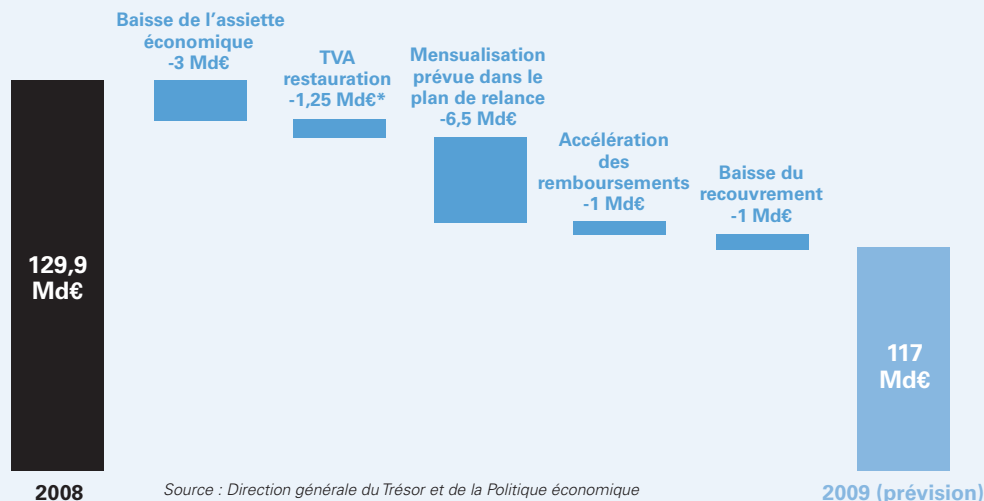 Baisse de l'assiette
économique
-3 Md€
TVA
restauration
-1,25 Md€*
Mensualisation
prévue dans le
plan de relance
-6,5 Md€
Accélération
des
remboursements
-1 Md€
Baisse du
recouvrement
-1 Md€
129,9
Md€
117
Md€
2008
Source : Direction générale du Trésor et de la Politique économique
2009 (prévision)